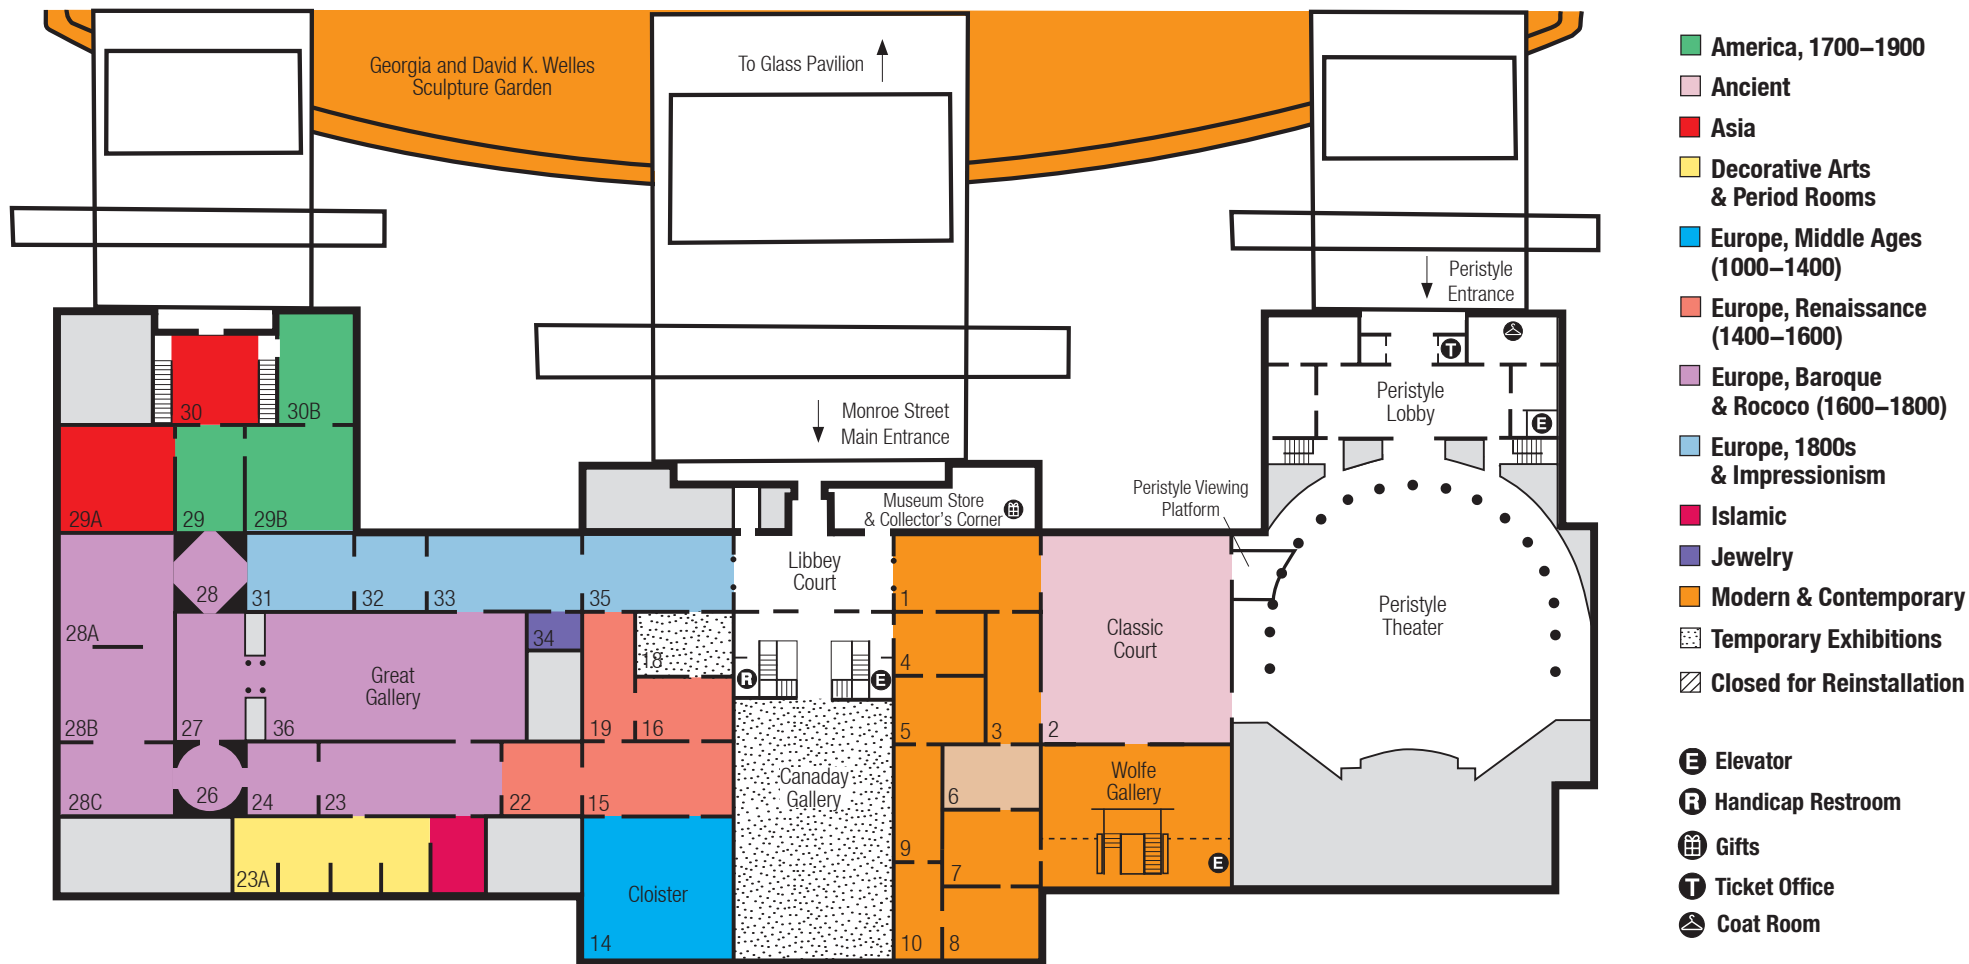 Georgia and David K. Welles
Sculpture Garden
To Glass Pavilion
Peristyle
Entrance
Monroe Street
Main Entrance
Peristyle
Lobby
T
E
Museum Store
& Collector's Corner
Peristyle Viewing
Platform
Libbey
Court
Peristyle
Theater
Classic
Court
Great
Gallery
Canaday
Gallery
Wolfe
Gallery
Cloister
R
E
E
30
30B
29A
29
29B
28
31
32
33
35
1
28A
34
18
4
28B
27
36
19
16
5
3
2
28C
26
24
23
22
15
6
23A
9
7
14
10
8
America, 1700–1900
Ancient
Asia
Decorative Arts
& Period Rooms
Europe, Middle Ages
(1000–1400)
Europe, Renaissance
(1400–1600)
Europe, Baroque
& Rococo (1600–1800)
Europe, 1800s
& Impressionism
Islamic
Jewelry
Modern & Contemporary
Temporary Exhibitions
Closed for Reinstallation
E Elevator
R Handicap Restroom
Gifts
T Ticket Office
Coat Room